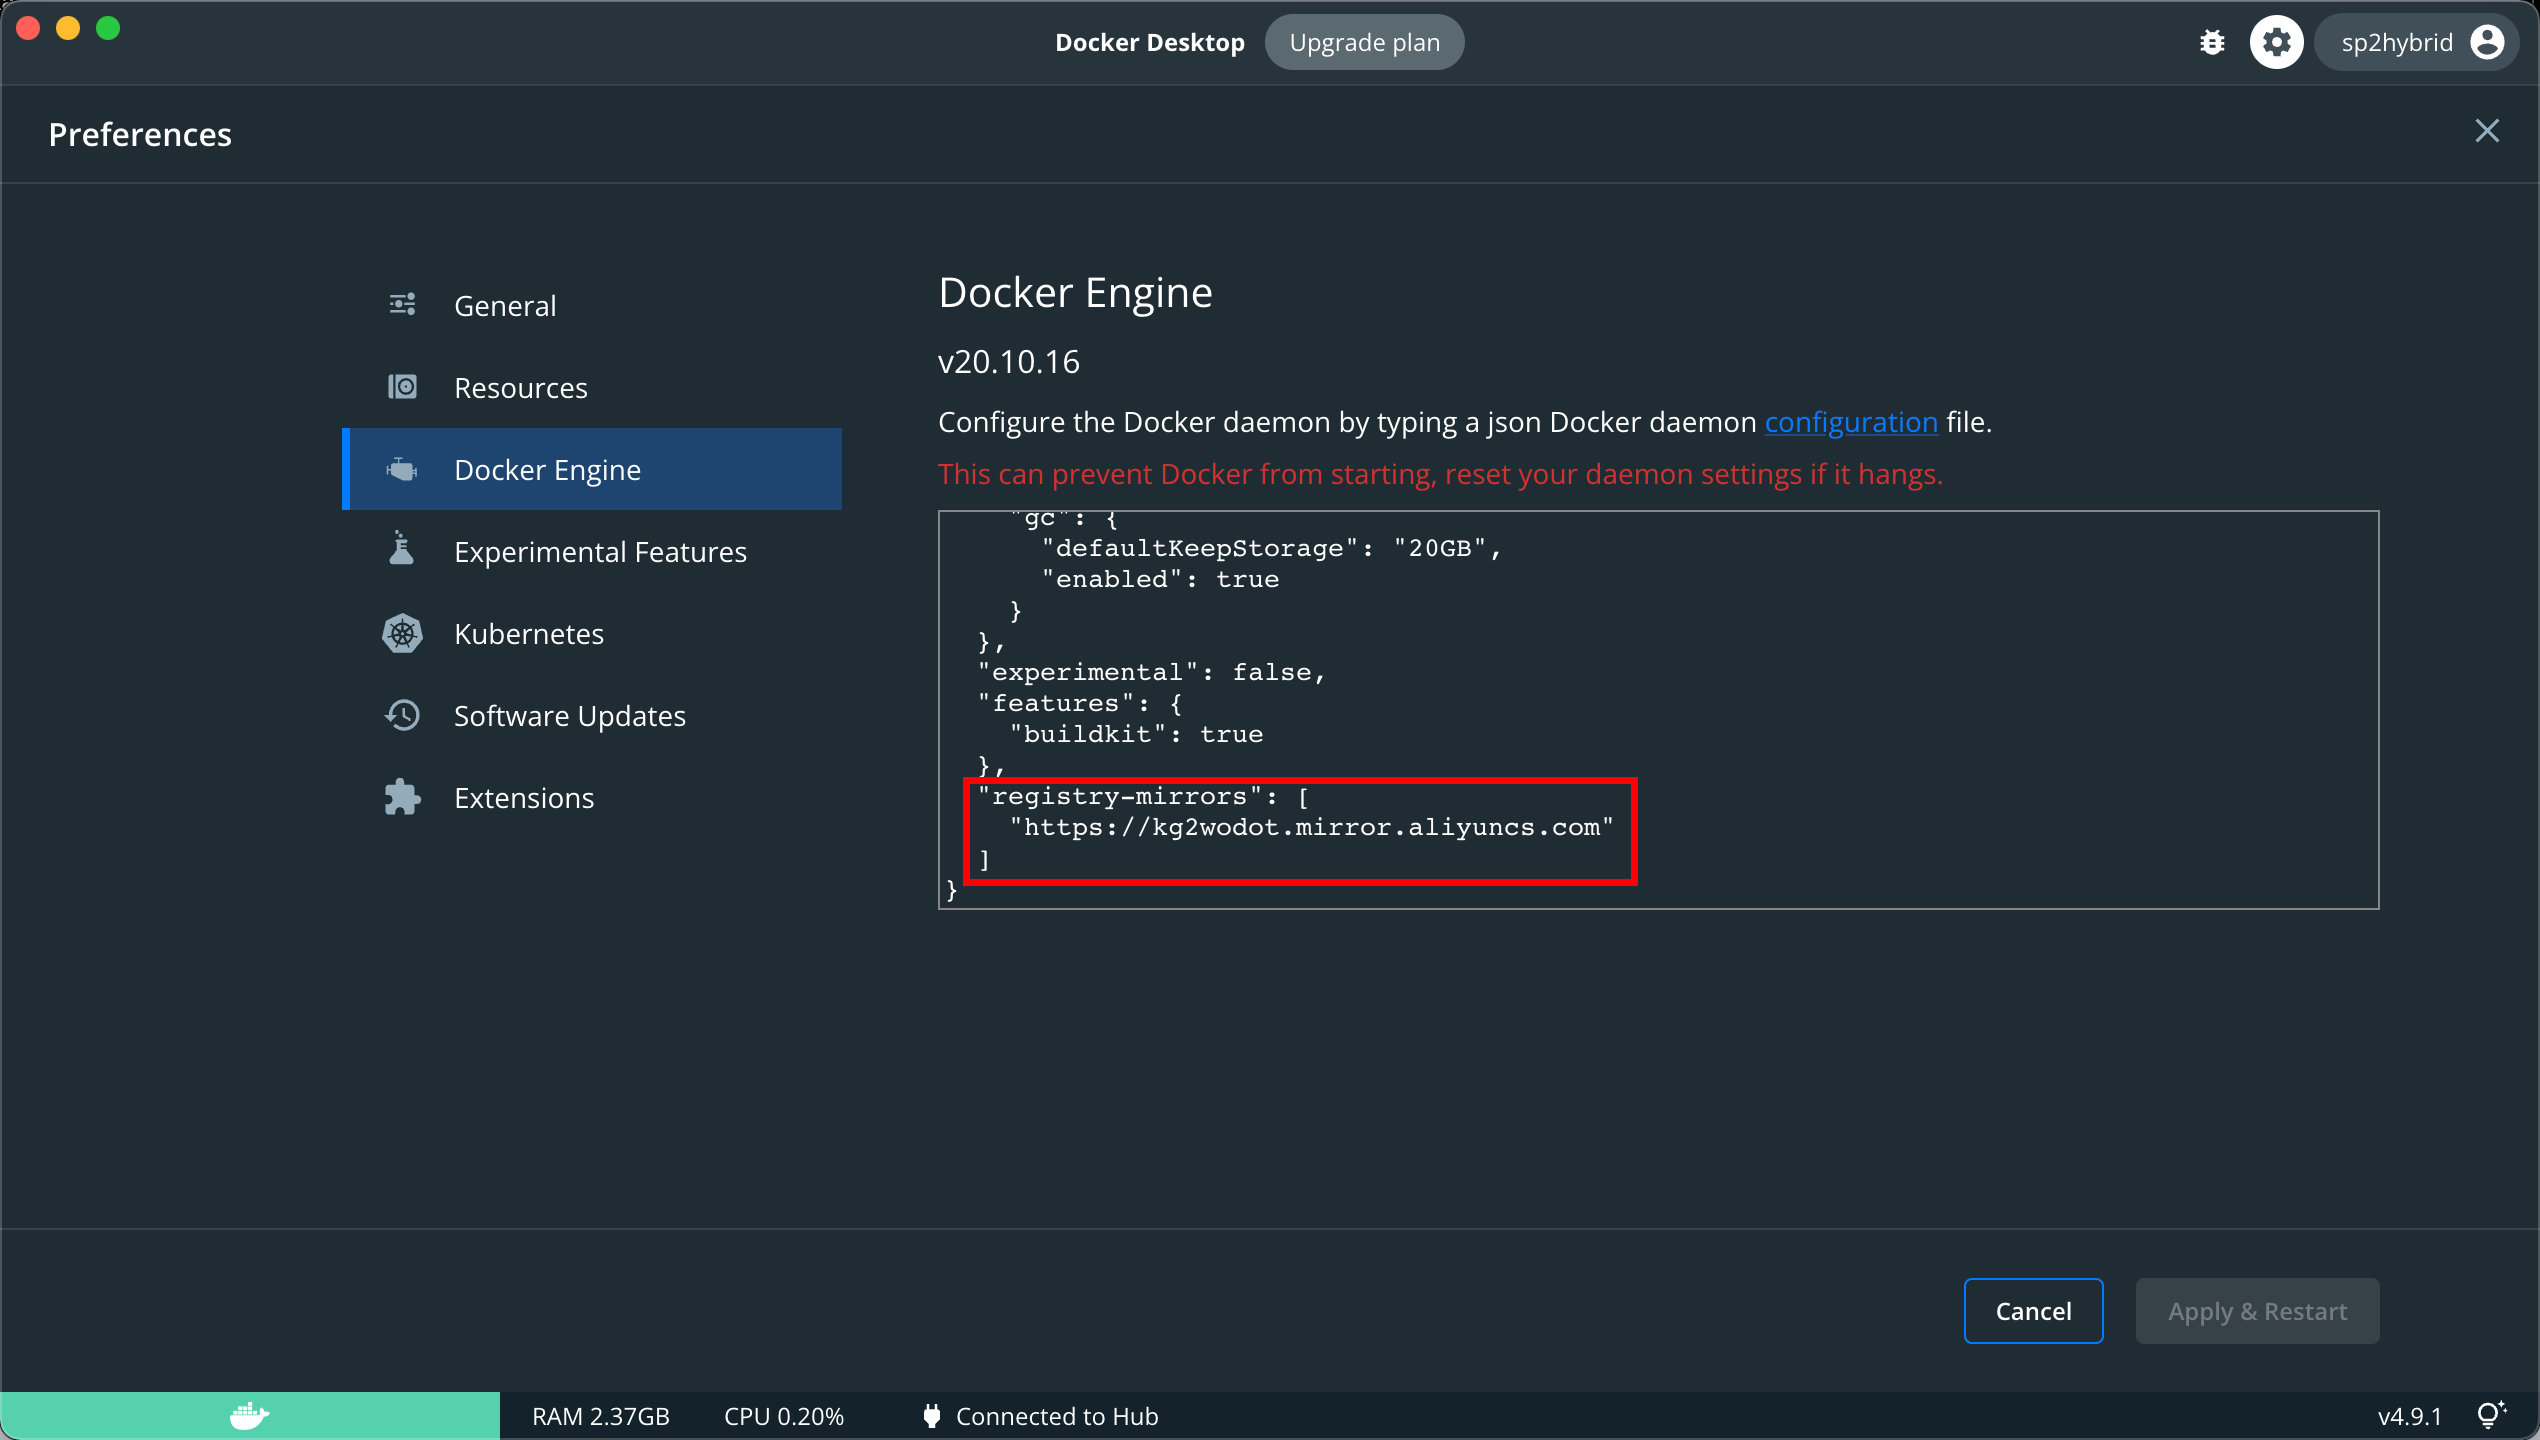 Docker Desktop
Upgrade plan
sp2hybrid
Preferences
General
Resources
Docker Engine
Experimental Features
Kubernetes
Software Updates
Extensions
Docker Engine
v20.10.16
Configure the Docker daemon by typing a json Docker daemon configuration file.
This can prevent Docker from starting, reset your daemon settings if it hangs.
"gc": {
"defaultKeepStorage": "20GB",
"enabled": true
}
},
"experimental": false,
"features": {
"buildkit": true
},
"registry-mirrors": [
"https://kg2wodot.mirror.aliyuncs.com"
]
}
Cancel
Apply & Restart
RAM 2.37GB
CPU 0.20%
Connected to Hub
v4.9.1